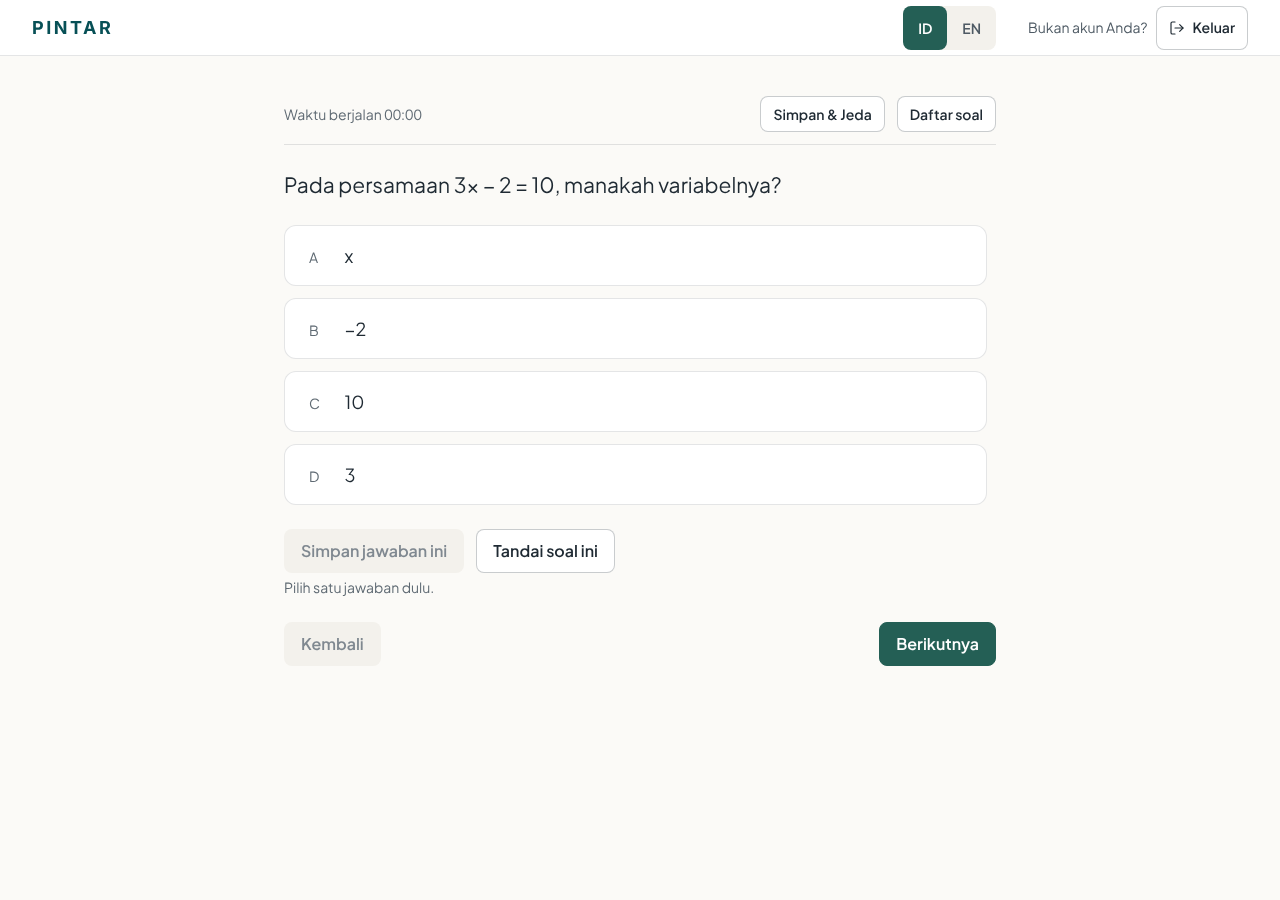 PINTAR
ID EN Bukan akun Anda? Keluar
Waktu berjalan 00:00 Simpan & Jeda Daftar soal
Pada persamaan 3× − 2 = 10, manakah variabelnya?
A x
B −2
C 10
D 3
Simpan jawaban ini Tandai soal ini
Pilih satu jawaban dulu.
Kembali Berikutnya